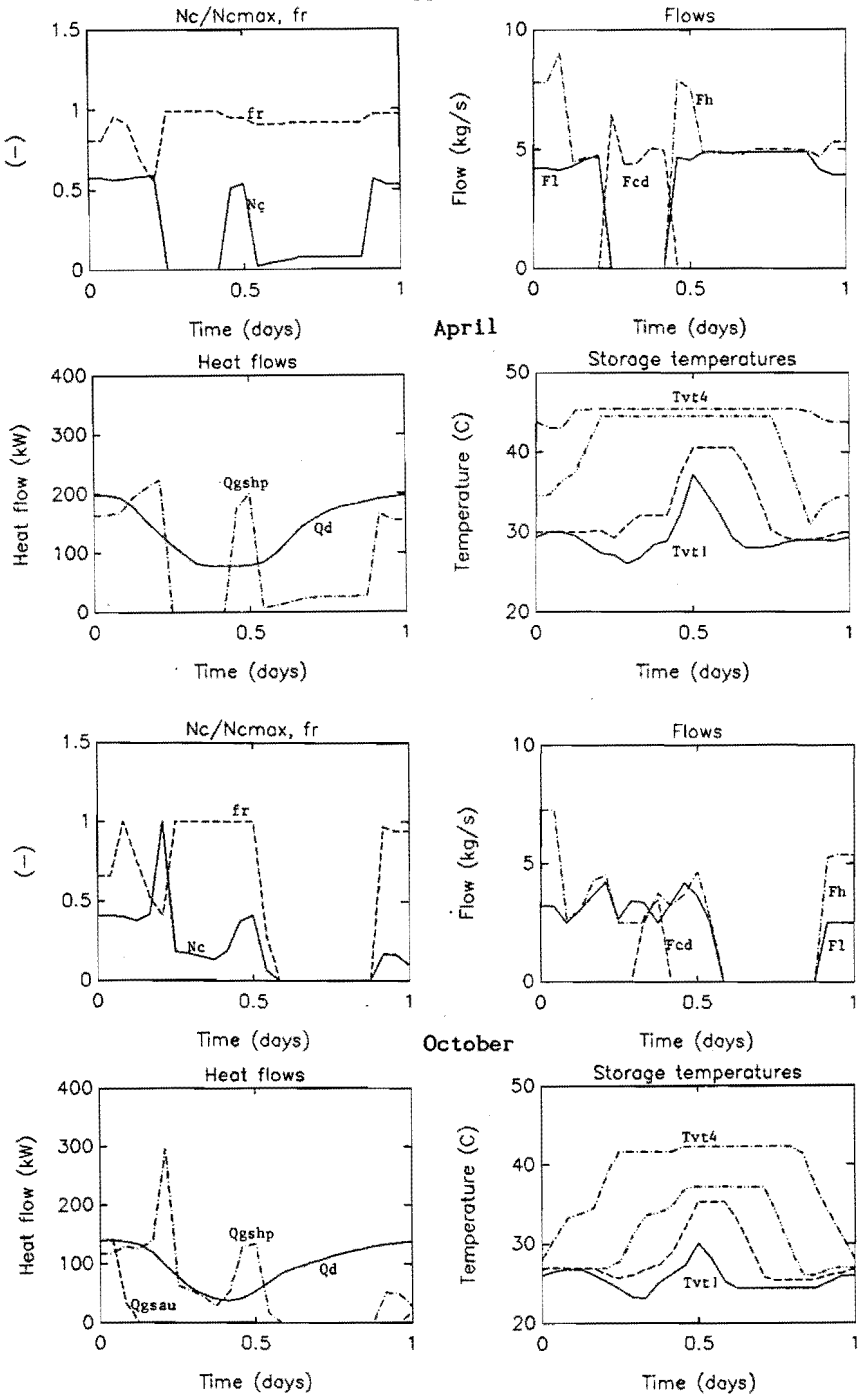 Nc/Ncmax, fr
1.5
1
0.5
0
(-)
fr
Nc
0 0.5 1
Time (days)
Flows
10
5
0
Flow (kg/s)
Fh
Fl
Fcd
0 0.5 1
Time (days)
April
Heat flows
400
300
200
100
0
Heat flow (kW)
Qgshp
Qd
0 0.5 1
Time (days)
Storage temperatures
50
40
30
20
Temperature (C)
Tvt4
Tvt1
0 0.5 1
Time (days)
Nc/Ncmax, fr
1.5
1
0.5
0
(-)
fr
Nc
0 0.5 1
Time (days)
Flows
10
5
0
Flow (kg/s)
Fh
Fcd
Fl
0 0.5 1
Time (days)
October
Heat flows
400
300
200
100
0
Heat flow (kW)
Qgshp
Qd
Qgsau
0 0.5 1
Time (days)
Storage temperatures
50
40
30
20
Temperature (C)
Tvt4
Tvt1
0 0.5 1
Time (days)